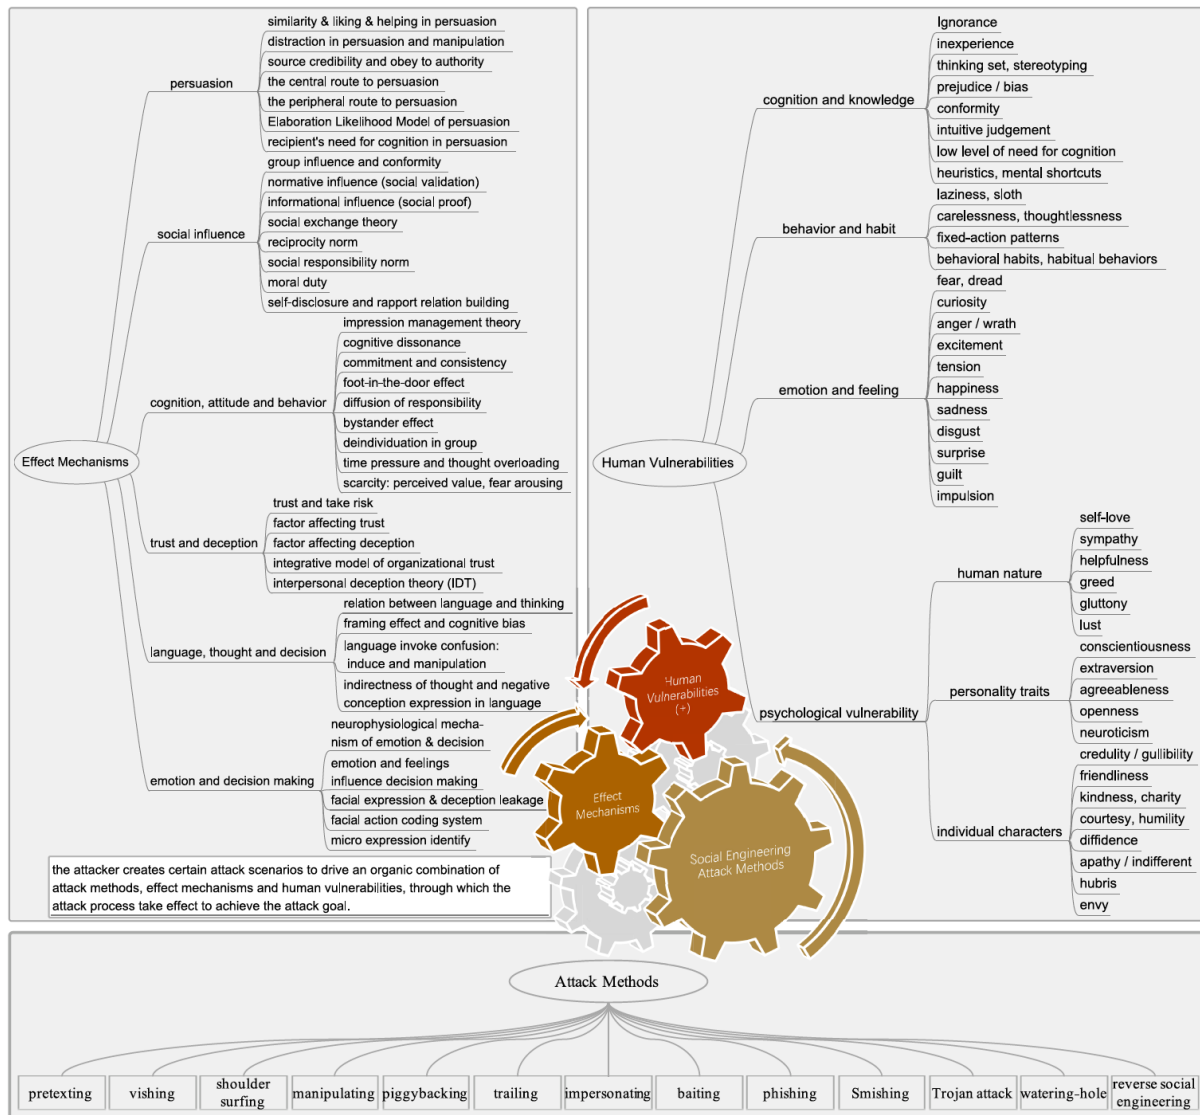 Effect Mechanisms
persuasion
similarity & liking & helping in persuasion
distraction in persuasion and manipulation
source credibility and obey to authority
the central route to persuasion
the peripheral route to persuasion
Elaboration Likelihood Model of persuasion
recipient's need for cognition in persuasion
social influence
group influence and conformity
normative influence (social validation)
informational influence (social proof)
social exchange theory
reciprocity norm
social responsibility norm
moral duty
self-disclosure and rapport relation building
cognition, attitude and behavior
impression management theory
cognitive dissonance
commitment and consistency
foot-in-the-door effect
diffusion of responsibility
bystander effect
deindividuation in group
time pressure and thought overloading
scarcity: perceived value, fear arousing
trust and deception
trust and take risk
factor affecting trust
factor affecting deception
integrative model of organizational trust
interpersonal deception theory (IDT)
language, thought and decision
relation between language and thinking
framing effect and cognitive bias
language invoke confusion:
induce and manipulation
indirectness of thought and negative
conception expression in language
emotion and decision making
neurophysiological mecha-
nism of emotion & decision
emotion and feelings
influence decision making
facial expression & deception leakage
facial action coding system
micro expression identify
the attacker creates certain attack scenarios to drive an organic combination of
attack methods, effect mechanisms and human vulnerabilities, through which the
attack process take effect to achieve the attack goal.
Human Vulnerabilities
cognition and knowledge
Ignorance
inexperience
thinking set, stereotyping
prejudice / bias
conformity
intuitive judgement
low level of need for cognition
heuristics, mental shortcuts
behavior and habit
laziness, sloth
carelessness, thoughtlessness
fixed-action patterns
behavioral habits, habitual behaviors
emotion and feeling
fear, dread
curiosity
anger / wrath
excitement
tension
happiness
sadness
disgust
surprise
guilt
impulsion
psychological vulnerability
human nature
self-love
sympathy
helpfulness
greed
gluttony
lust
personality traits
conscientiousness
extraversion
agreeableness
openness
neuroticism
individual characters
credulity / gullibility
friendliness
kindness, charity
courtesy, humility
diffidence
apathy / indifferent
hubris
envy
Human
Vulnerabilities
(+)
Effect
Mechanisms
Social Engineering
Attack Methods
Attack Methods
pretexting
vishing
shoulder
surfing
manipulating
piggybacking
trailing
impersonating
baiting
phishing
Smishing
Trojan attack
watering-hole
reverse social
engineering